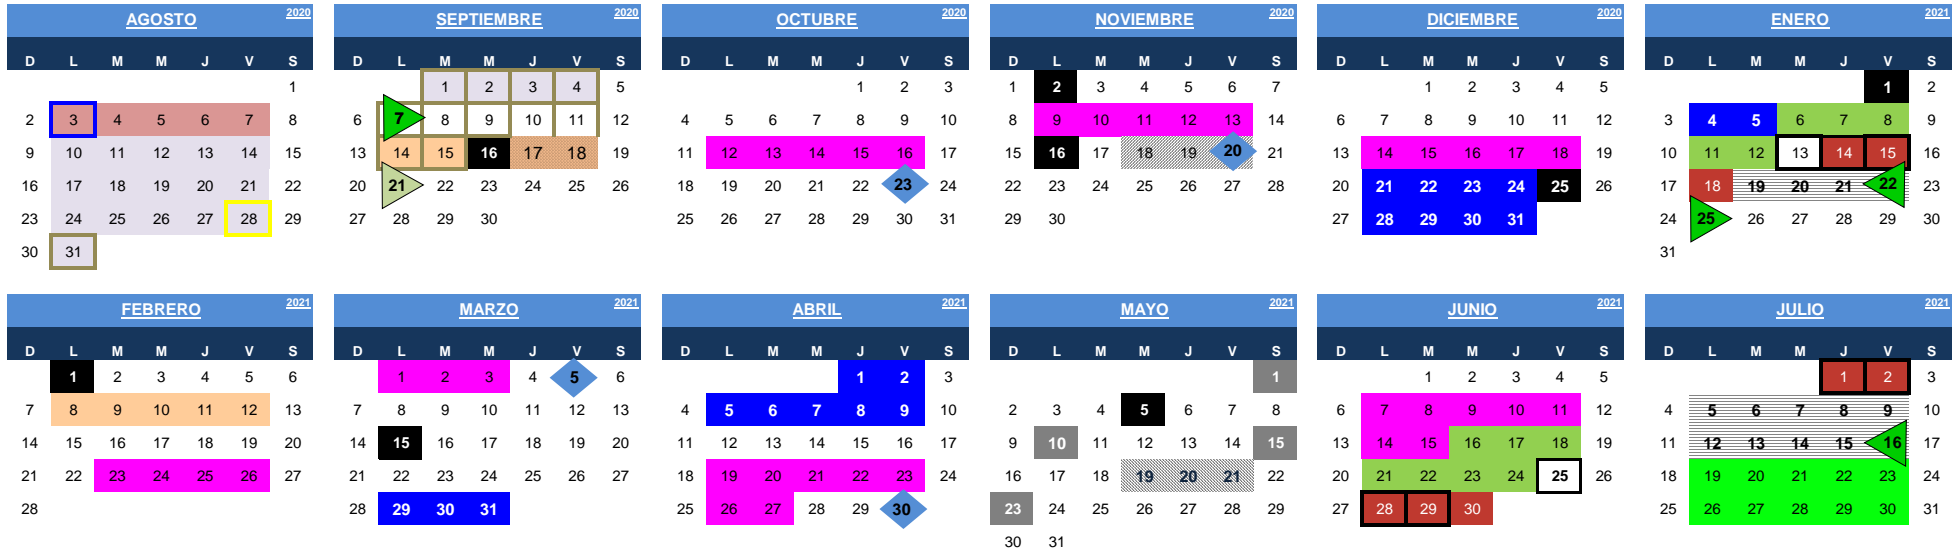 AGOSTO 2020 SEPTIEMBRE 2020 OCTUBRE 2020 NOVIEMBRE 2020 DICIEMBRE 2020 ENERO 2021
D L M M J V S D L M M J V S D L M M J V S D L M M J V S D L M M J V S D L M M J V S
1 1 2 3 4 5 1 2 3 1 2 3 4 5 6 7 1 2 3 4 5 1 2
2 3 4 5 6 7 8 6 7 8 9 10 11 12 4 5 6 7 8 9 10 8 9 10 11 12 13 14 6 7 8 9 10 11 12 3 4 5 6 7 8 9
9 10 11 12 13 14 15 13 14 15 16 17 18 19 11 12 13 14 15 16 17 15 16 17 18 19 20 21 13 14 15 16 17 18 19 10 11 12 13 14 15 16
16 17 18 19 20 21 22 20 21 22 23 24 25 26 18 19 20 21 22 23 24 22 23 24 25 26 27 28 20 21 22 23 24 25 26 17 18 19 20 21 22 23
23 24 25 26 27 28 29 27 28 29 30 25 26 27 28 29 30 31 29 30 27 28 29 30 31 24 25 26 27 28 29 30
30 31 31
FEBRERO 2021 MARZO 2021 ABRIL 2021 MAYO 2021 JUNIO 2021 JULIO 2021
D L M M J V S D L M M J V S D L M M J V S D L M M J V S D L M M J V S D L M M J V S
1 2 3 4 5 6 1 2 3 4 5 6 1 2 3 1 1 2 3 4 5 1 2 3
7 8 9 10 11 12 13 7 8 9 10 11 12 13 4 5 6 7 8 9 10 2 3 4 5 6 7 8 6 7 8 9 10 11 12 4 5 6 7 8 9 10
14 15 16 17 18 19 20 14 15 16 17 18 19 20 11 12 13 14 15 16 17 9 10 11 12 13 14 15 13 14 15 16 17 18 19 11 12 13 14 15 16 17
21 22 23 24 25 26 27 21 22 23 24 25 26 27 18 19 20 21 22 23 24 16 17 18 19 20 21 22 20 21 22 23 24 25 26 18 19 20 21 22 23 24
28 28 29 30 31 25 26 27 28 29 30 23 24 25 26 27 28 29 27 28 29 30 25 26 27 28 29 30 31
30 31